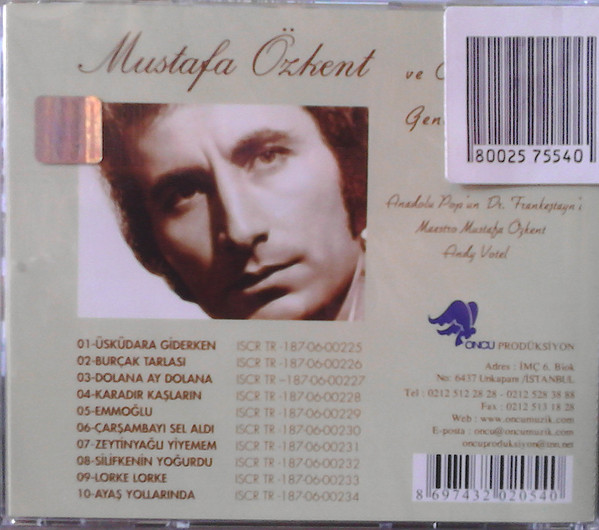 Mustafa Özkent
ve
Gen
80025 75540
Anadolu Pop'un Dr. Frankeştayn'i
Maestro Mustafa Özkent
Andy Votel
ONCU PRODÜKSİYON
Adres : İMÇ 6. Blok
No: 6437 Unkapanı /İSTANBUL
Tel : 0212 512 28 28 - 0212 528 38 88
Fax : 0212 513 18 28
Web : www.oncumuzik.com
E-posta : oncu@oncumuzik.com
oncuproduksiyon@tnn.net
01-ÜSKÜDARA GİDERKEN ISCR TR -187-06-00225
02-BURÇAK TARLASI ISCR TR -187-06-00226
03-DOLANA AY DOLANA ISCR TR -187-06-00227
04-KARADIR KAŞLARIN ISCR TR -187-06-00228
05-EMMOĞLU ISCR TR -187-06-00229
06-ÇARŞAMBAYI SEL ALDI ISCR TR -187-06-00230
07-ZEYTİNYAĞLI YİYEMEM ISCR TR -187-06-00231
08-SİLİFKENİN YOĞURDU ISCR TR -187-06-00232
09-LORKE LORKE ISCR TR -187-06-00233
10-AYAŞ YOLLARINDA ISCR TR -187-06-00234
8 697432 020540